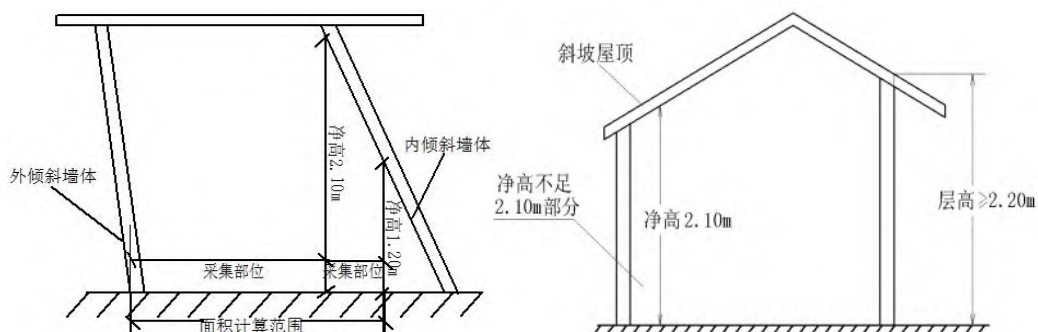 外倾斜墙体
净高2.10m
内倾斜墙体
净高1.20m
采集部位
采集部位
面积计算范围
斜坡屋顶
净高不足
2.10m部分
净高2.10m
层高≥2.20m